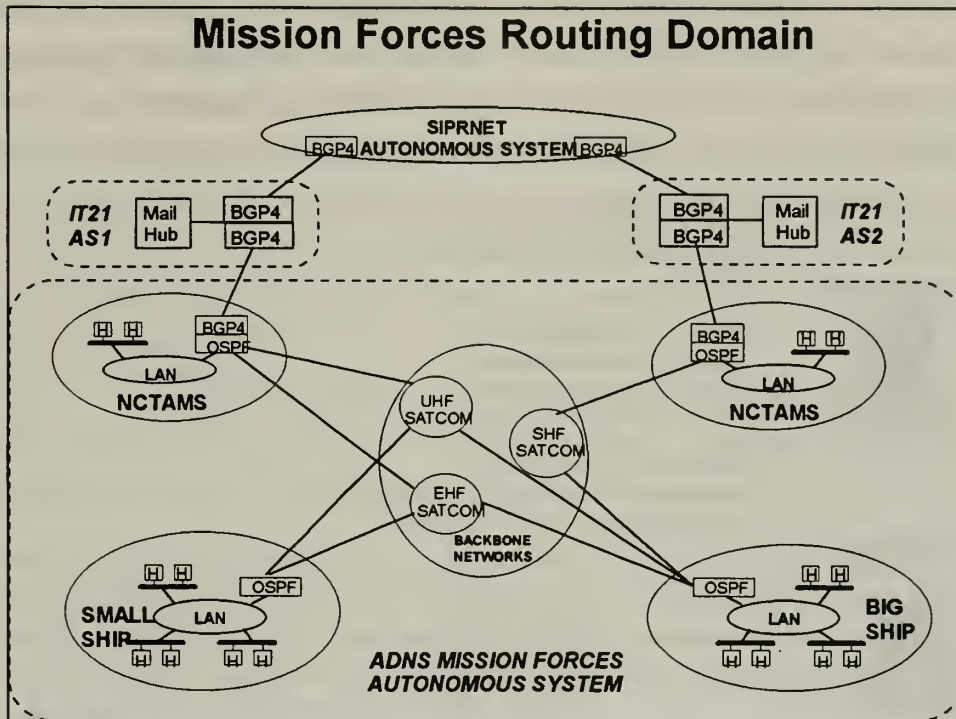 Mission Forces Routing Domain
SIPRNET
BGP4 AUTONOMOUS SYSTEM BGP4
IT21
AS1
Mail
Hub
BGP4
BGP4
BGP4
BGP4
Mail
Hub
IT21
AS2
H H
BGP4
OSPF
LAN
NCTAMS
BGP4
OSPF
H H
LAN
NCTAMS
UHF
SATCOM
SHF
SATCOM
EHF
SATCOM
BACKBONE
NETWORKS
H H
OSPF
SMALL
SHIP
LAN
H H
H H
OSPF
H H
LAN
BIG
SHIP
H H
H H
ADNS MISSION FORCES
AUTONOMOUS SYSTEM